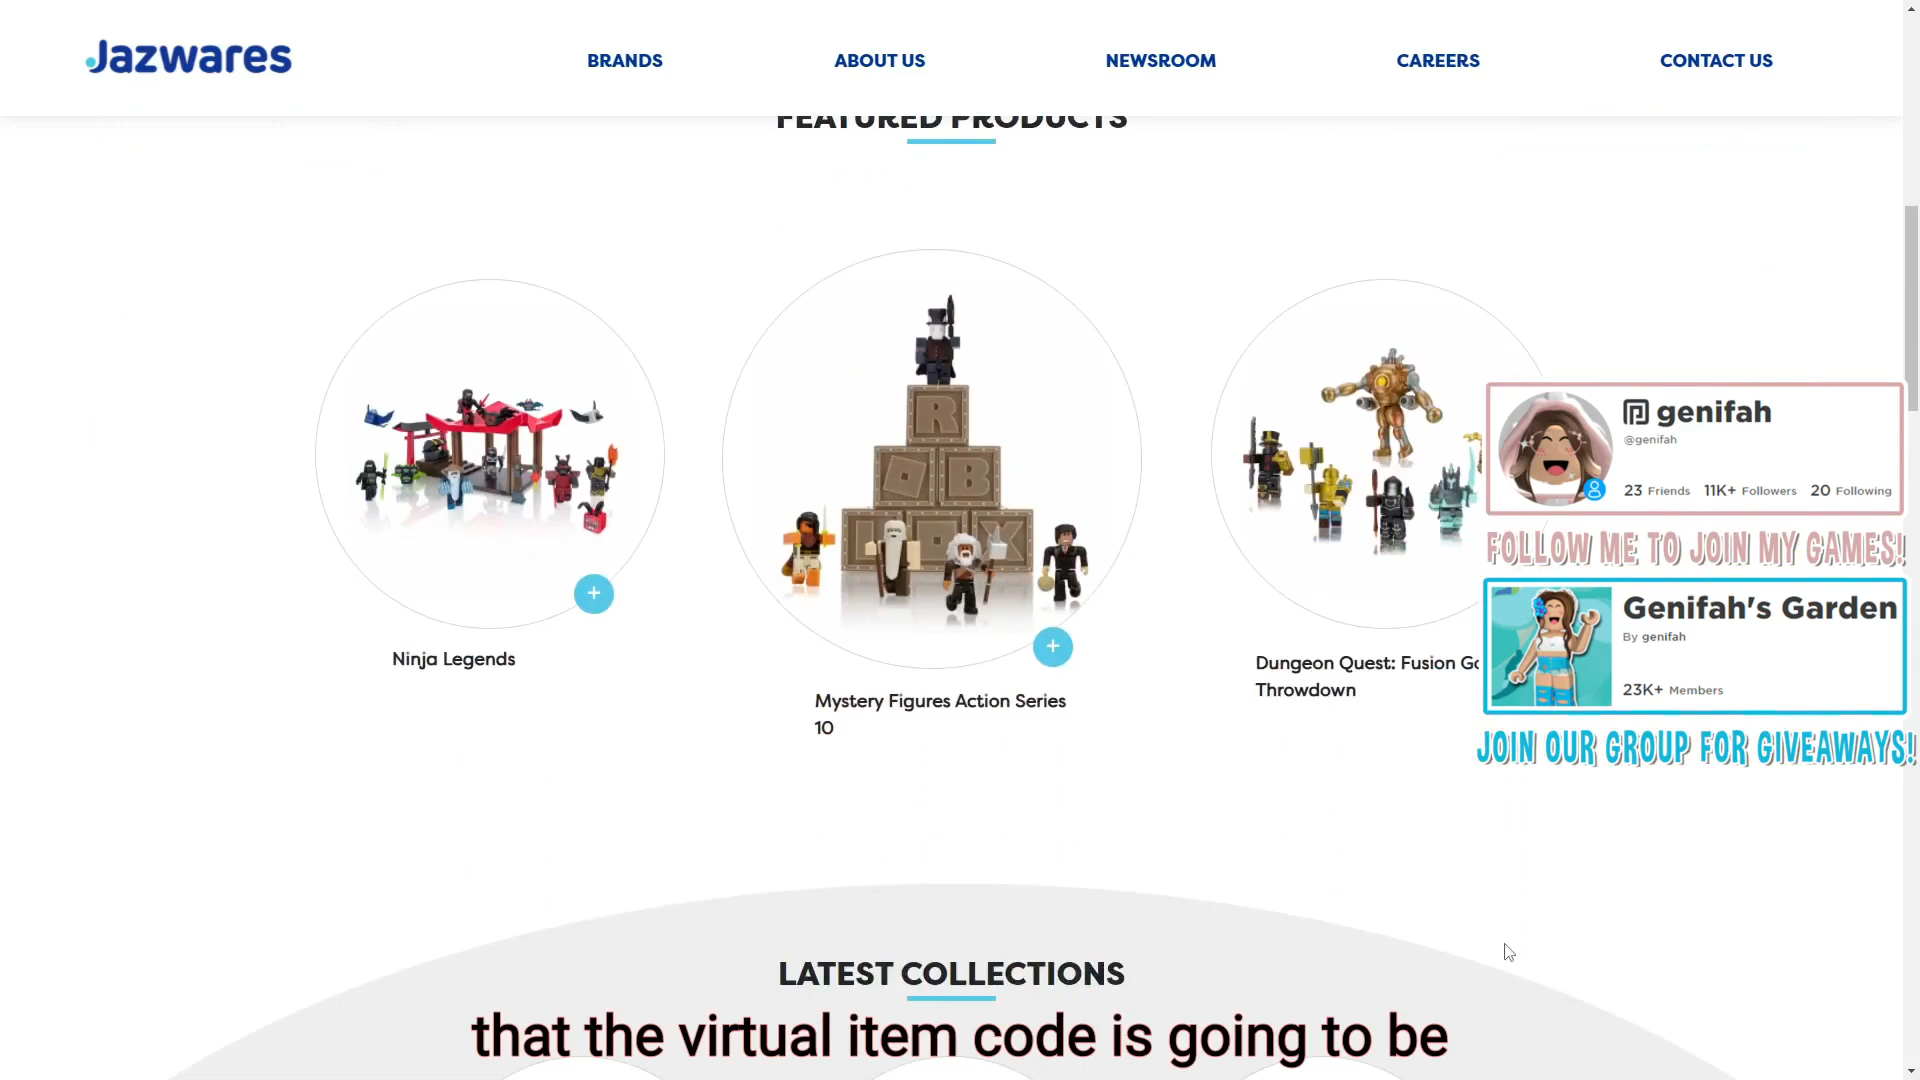 Jazwares
BRANDS
ABOUT US
NEWSROOM
CAREERS
CONTACT US
FEATURED PRODUCTS
R
B
L
X
Ninja Legends
Mystery Figures Action Series
10
Dungeon Quest: Fusion Go
Throwdown
genifah
@genifah
23 Friends 11K+ Followers 20 Following
FOLLOW ME TO JOIN MY GAMES!
Genifah's Garden
By genifah
23K+ Members
JOIN OUR GROUP FOR GIVEAWAYS!
LATEST COLLECTIONS
that the virtual item code is going to be